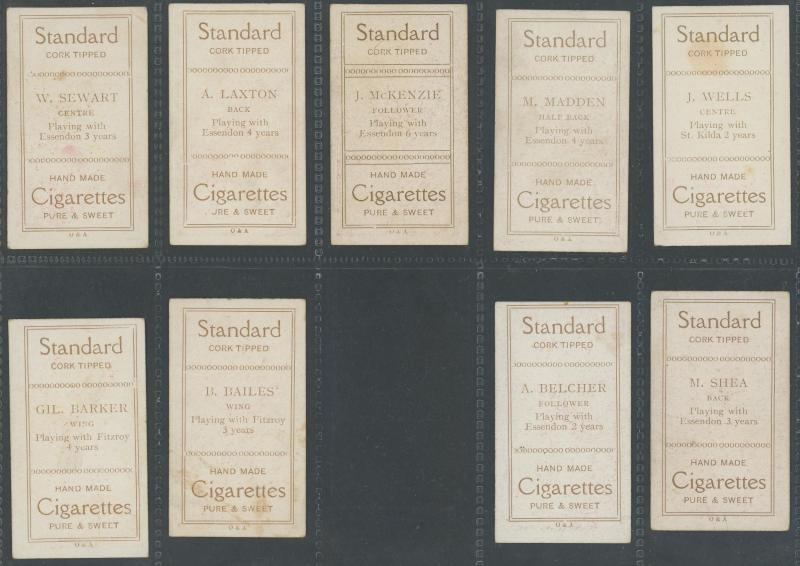 Standard
CORK TIPPED
W. SEWART
CENTRE
Playing with
Essendon 3 years
HAND MADE
Cigarettes
PURE & SWEET
O & A
Standard
CORK TIPPED
A. LAXTON
BACK
Playing with
Essendon 4 years
HAND MADE
Cigarettes
JRE & SWEET
O & A
Standard
CORK TIPPED
J. McKENZIE
FOLLOWER
Playing with
Essendon 6 years
HAND MADE
Cigarettes
PURE & SWEET
O & A
Standard
CORK TIPPED
M. MADDEN
HALF BACK
Playing with
Essendon 4 years
HAND MADE
Cigarettes
PURE & SWEET
O & A
Standard
CORK TIPPED
J. WELLS
CENTRE
Playing with
St. Kilda 2 years
HAND MADE
Cigarettes
PURE & SWEET
O & A
Standard
CORK TIPPED
GIL. BARKER
WING
Playing with Fitzroy
4 years
HAND MADE
Cigarettes
PURE & SWEET
O & A
Standard
CORK TIPPED
B. BAILES'
WING
Playing with Fitzroy
3 years
HAND MADE
Cigarettes
PURE & SWEET
O & A
Standard
CORK TIPPED
A. BELCHER
FOLLOWER
Playing with
Essendon 2 years
HAND MADE
Cigarettes
PURE & SWEET
O & A
Standard
CORK TIPPED
M. SHEA
BACK
Playing with
Essendon 3 years
HAND MADE
Cigarettes
PURE & SWEET
O & A